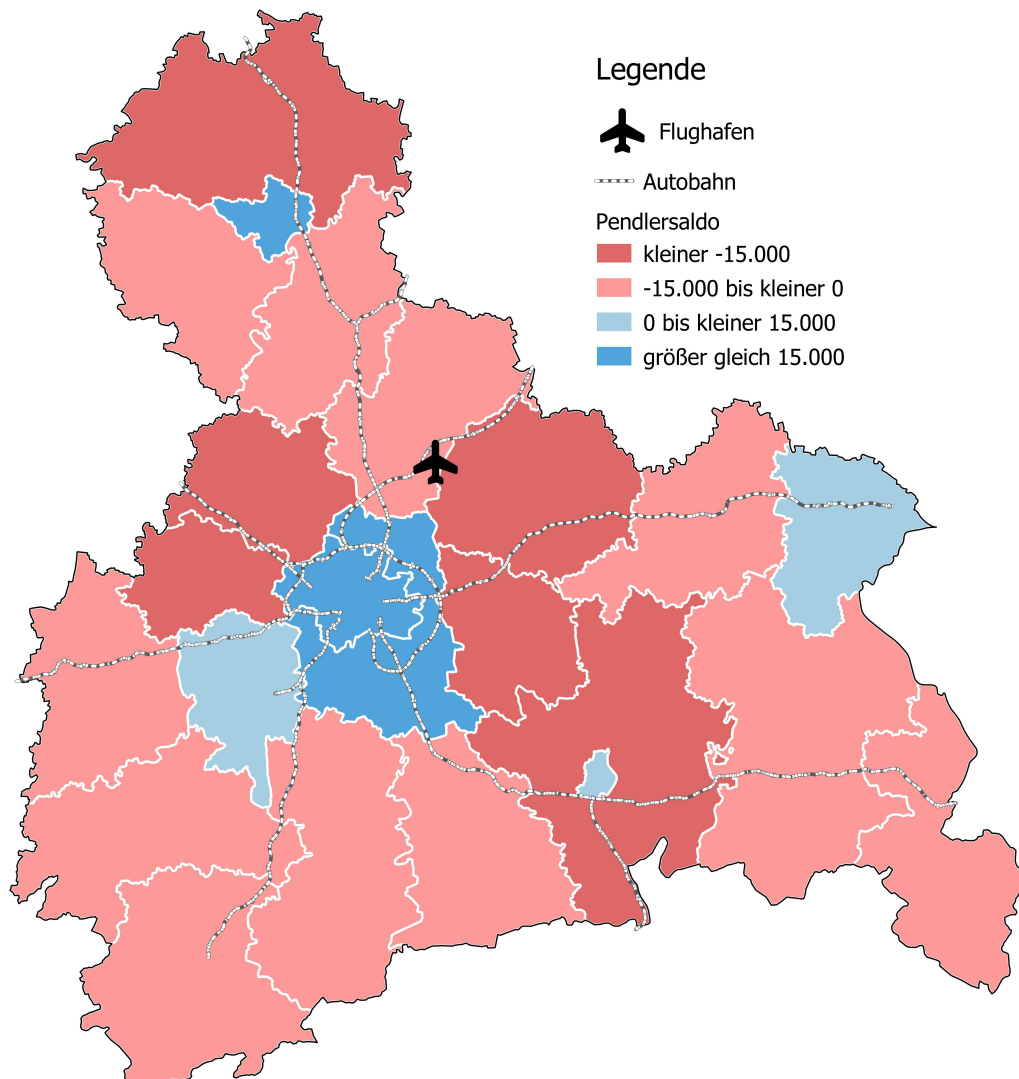 Legende
Flughafen
Autobahn
Pendlersaldo
kleiner -15.000
-15.000 bis kleiner 0
0 bis kleiner 15.000
größer gleich 15.000